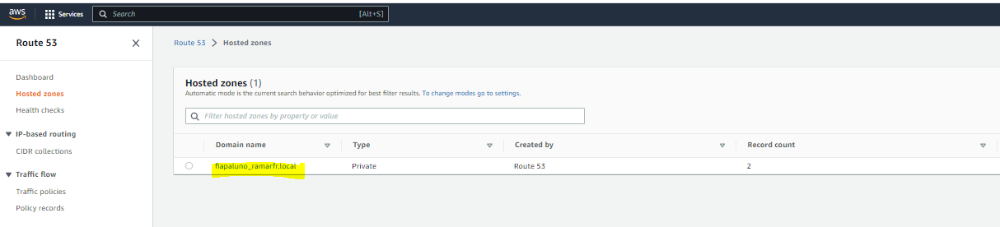 aws Services Search [Alt+S]
Route 53
Route 53 > Hosted zones
Dashboard
Hosted zones
Health checks
IP-based routing
CIDR collections
Traffic flow
Traffic policies
Policy records
Hosted zones (1)
Automatic mode is the current search behavior optimized for best filter results. To change modes go to settings.
Filter hosted zones by property or value
Domain name Type Created by Record count
fiapaluno_ramarfr.local Private Route 53 2